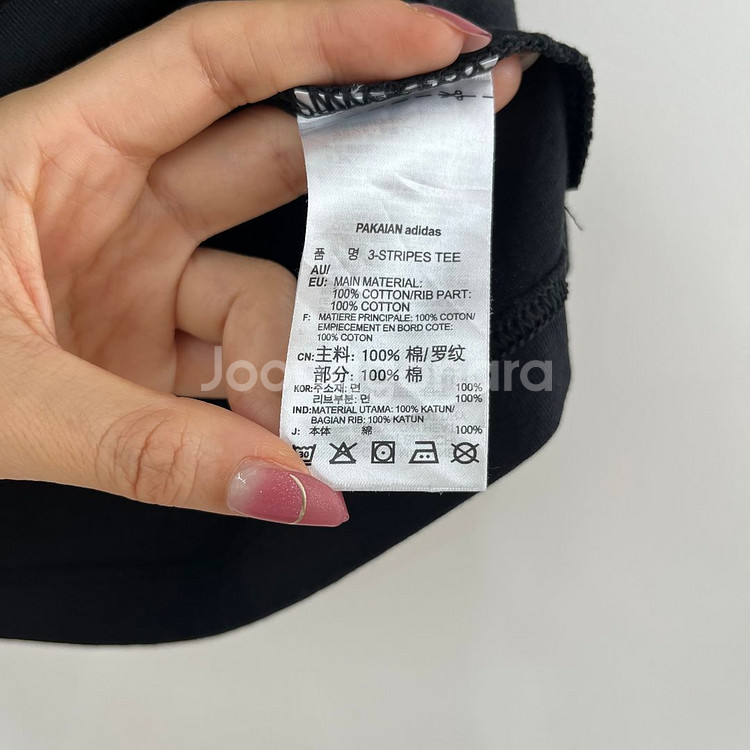 PAKAIAN adidas
품 명 3-STRIPES TEE
AU/
EU: MAIN MATERIAL:
100% COTTON/RIB PART:
100% COTTON
F: MATIERE PRINCIPALE: 100% COTON/
EMPIECEMENT EN BORD COTE:
100% COTON
CN: 主料: 100% 棉/罗纹
部分: 100% 棉
KOR: 주소재: 면 100%
리브부분: 면 100%
IND: MATERIAL UTAMA: 100% KATUN/
BAGIAN RIB: 100% KATUN
J: 本体 綿 100%
30